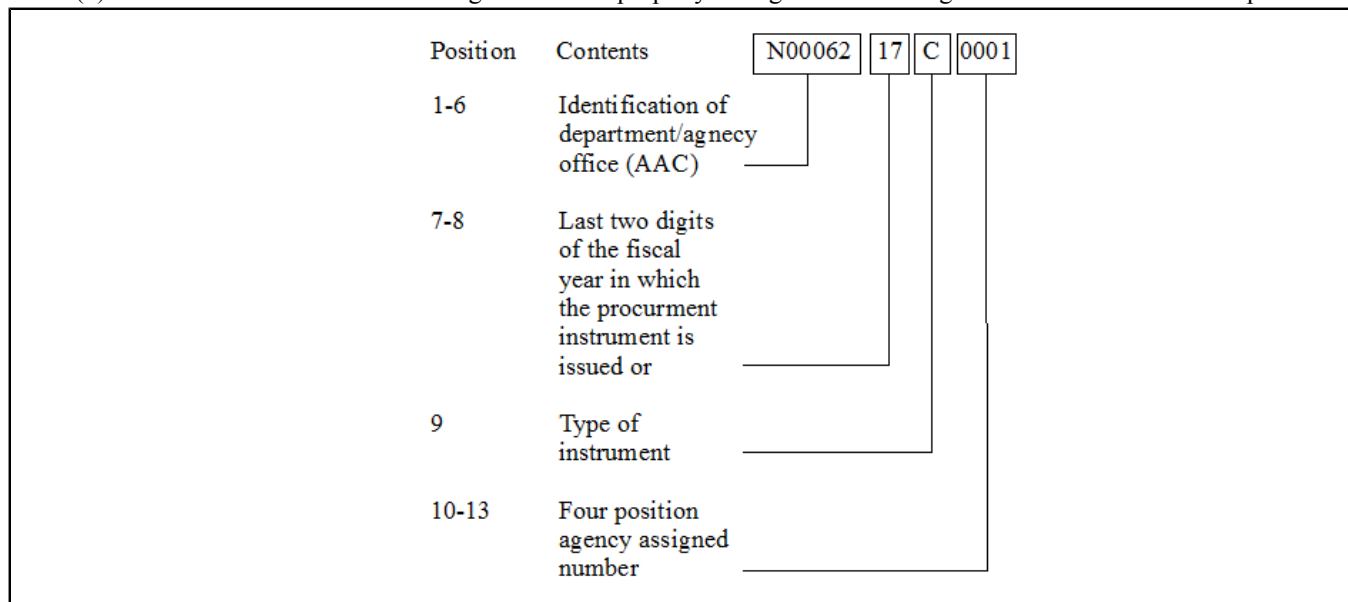 Position Contents N00062 17 C 0001
1-6 Identification of
department/agnecy
office (AAC)
7-8 Last two digits
of the fiscal
year in which
the procurment
instrument is
issued or
9 Type of
instrument
10-13 Four position
agency assigned
number